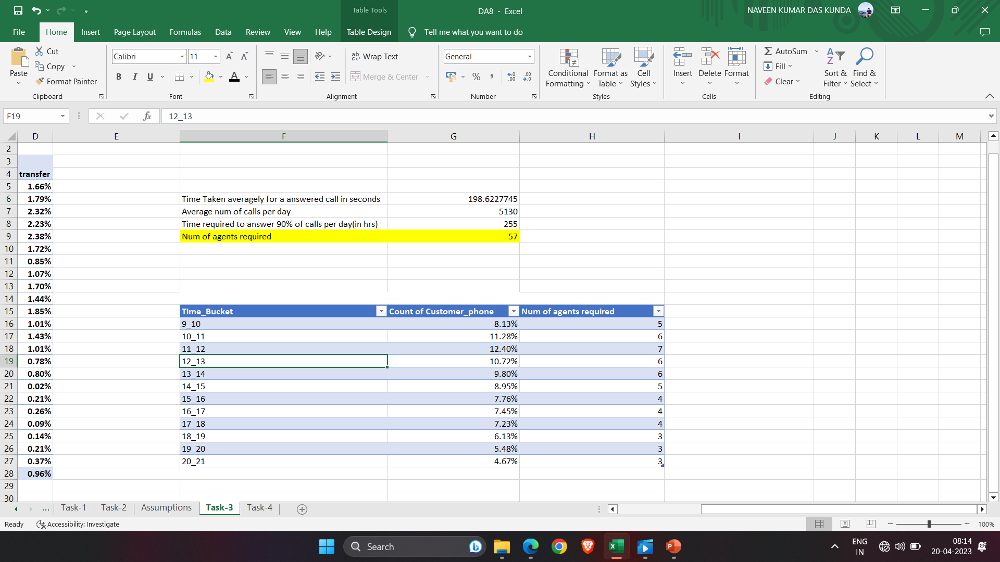 Table Tools
DA8 - Excel
NAVEEN KUMAR DAS KUNDA
File Home Insert Page Layout Formulas Data Review View Help Table Design Tell me what you want to do
Paste Cut Copy Format Painter
Calibri 11
B I U A
ab Wrap Text
Merge & Center
General
% ,
Conditional Formatting Format as Table Cell Styles
Insert Delete Format
AutoSum Fill Clear
Sort & Filter Find & Select
Clipboard Font Alignment Number Styles Cells Editing
F19 fx 12_13
D E F G H I J K L M
2
3
4 transfer
5 1.66%
6 1.79% Time Taken averagely for a answered call in seconds 198.6227745
7 2.32% Average num of calls per day 5130
8 2.23% Time required to answer 90% of calls per day(in hrs) 255
9 2.38% Num of agents required 57
10 1.72%
11 0.85%
12 1.07%
13 1.70%
14 1.44%
15 1.85% Time_Bucket Count of Customer_phone Num of agents required
16 1.01% 9_10 8.13% 5
17 1.43% 10_11 11.28% 6
18 1.01% 11_12 12.40% 7
19 0.78% 12_13 10.72% 6
20 0.80% 13_14 9.80% 6
21 0.02% 14_15 8.95% 5
22 0.21% 15_16 7.76% 4
23 0.26% 16_17 7.45% 4
24 0.09% 17_18 7.23% 4
25 0.14% 18_19 6.13% 3
26 0.21% 19_20 5.48% 3
27 0.37% 20_21 4.67% 3
28 0.96%
29
30
... Task-1 Task-2 Assumptions Task-3 Task-4
Ready Accessibility: Investigate 100%
Search
ENG IN
08:14
20-04-2023